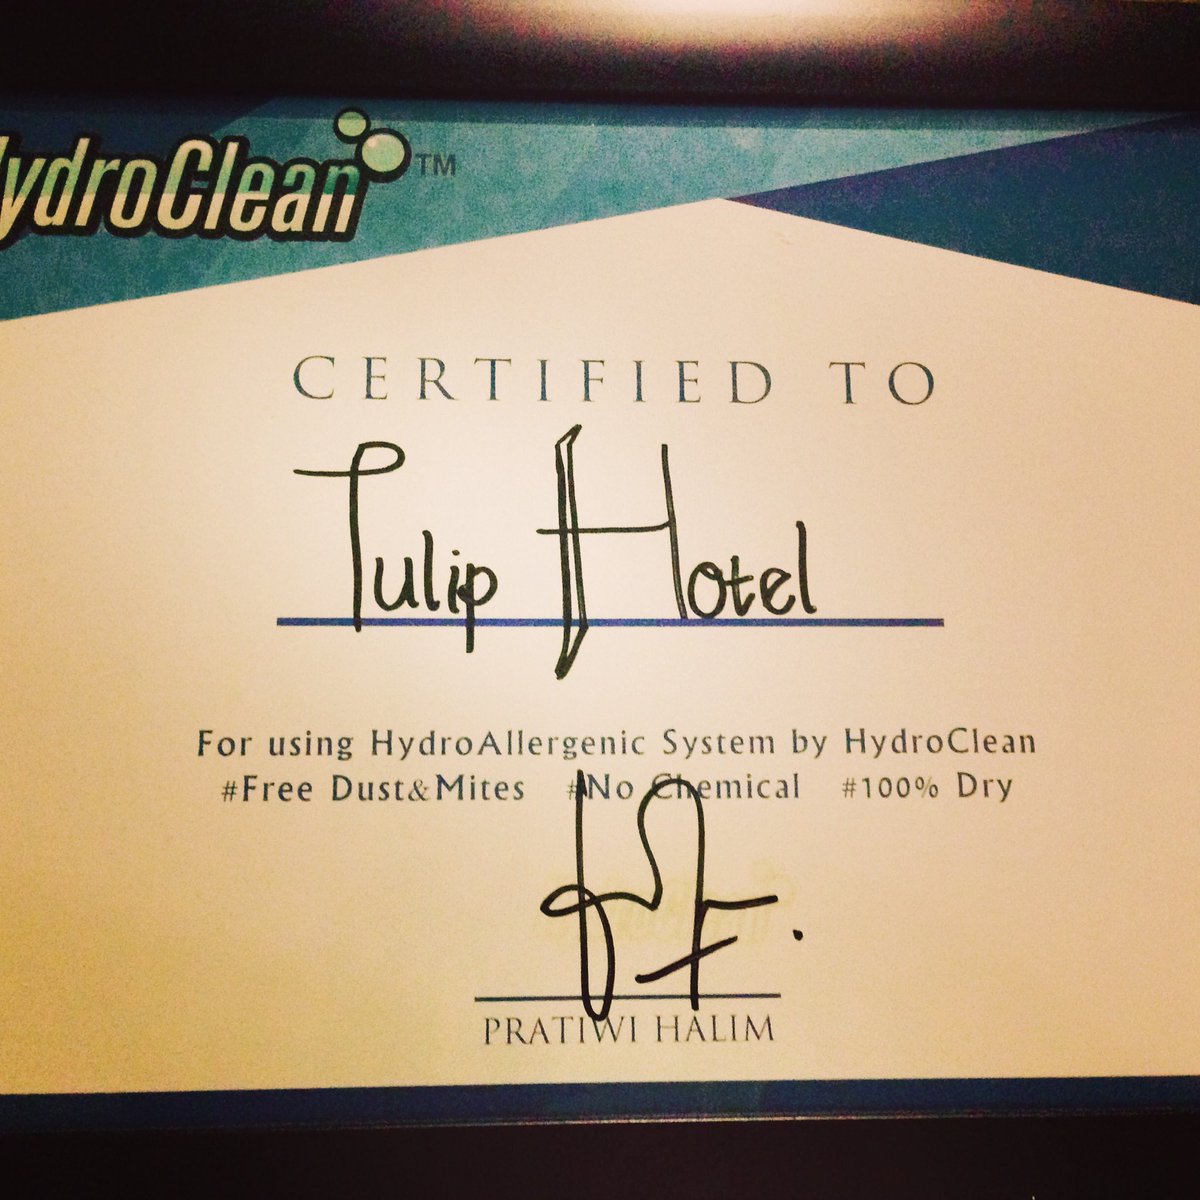 HydroClean™
CERTIFIED TO
Tulip Hotel
For using HydroAllergenic System by HydroClean
#Free Dust&Mites #No Chemical #100% Dry
PRATIWI HALIM